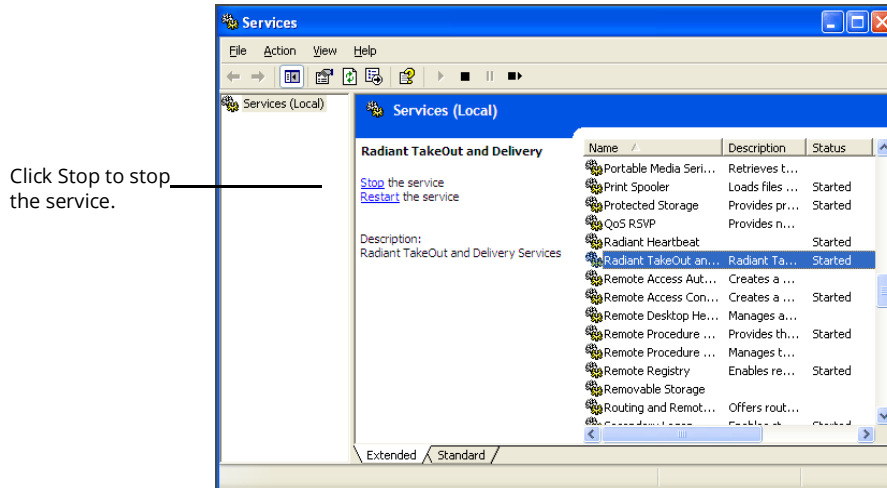 Services
File Action View Help
Services (Local)
Services (Local)
Click Stop to stop
the service.
Radiant TakeOut and Delivery
Stop the service
Restart the service
Description:
Radiant TakeOut and Delivery Services
Name Description Status
Portable Media Seri... Retrieves t...
Print Spooler Loads files ... Started
Protected Storage Provides pr... Started
QoS RSVP Provides n...
Radiant Heartbeat Started
Radiant TakeOut an... Radiant Ta... Started
Remote Access Aut... Creates a ...
Remote Access Con... Creates a ... Started
Remote Desktop He... Manages a...
Remote Procedure ... Provides th... Started
Remote Procedure ... Manages t...
Remote Registry Enables re... Started
Removable Storage
Routing and Remot... Offers rout...
Extended Standard